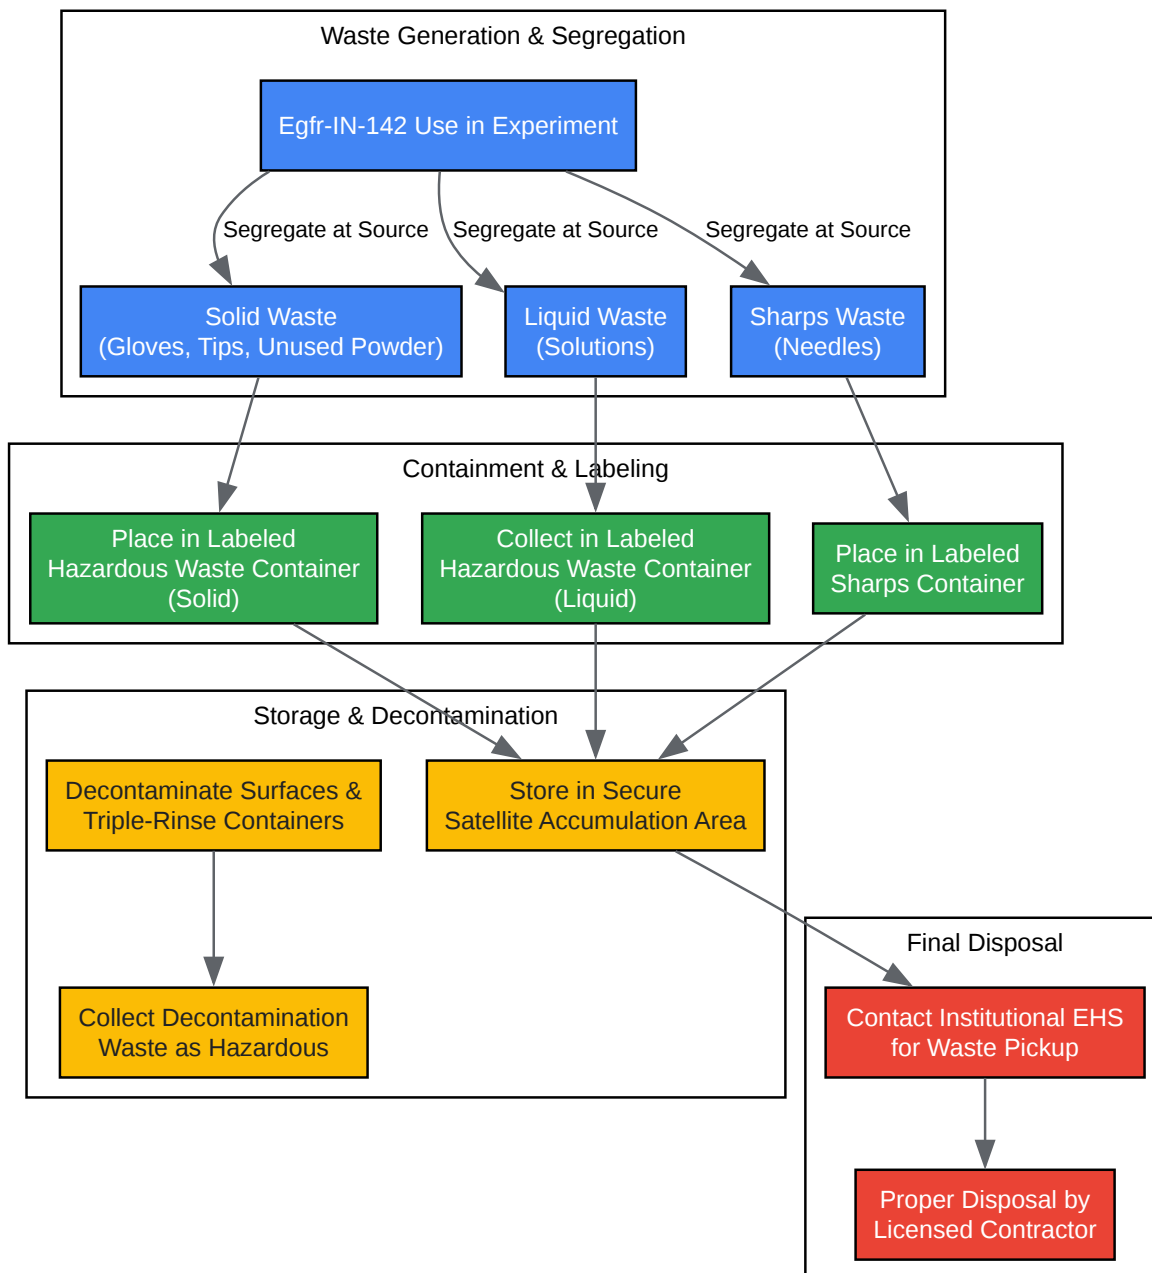 Waste Generation & Segregation
Egfr-IN-142 Use in Experiment
Segregate at Source
Segregate at Source
Segregate at Source
Solid Waste
(Gloves, Tips, Unused Powder)
Liquid Waste
(Solutions)
Sharps Waste
(Needles)
Containment & Labeling
Place in Labeled
Hazardous Waste Container
(Solid)
Collect in Labeled
Hazardous Waste Container
(Liquid)
Place in Labeled
Sharps Container
Storage & Decontamination
Decontaminate Surfaces &
Triple-Rinse Containers
Store in Secure
Satellite Accumulation Area
Collect Decontamination
Waste as Hazardous
Final Disposal
Contact Institutional EHS
for Waste Pickup
Proper Disposal by
Licensed Contractor